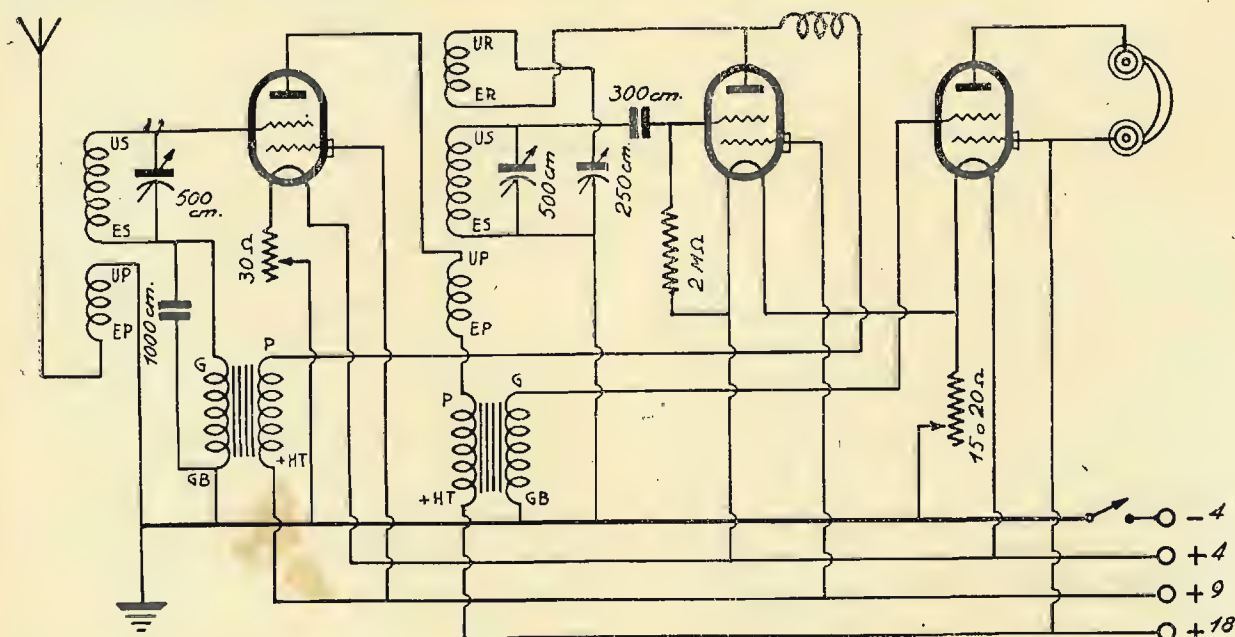 UR
ER
300 cm.
US
US
500 cm.
250 cm.
500
cm.
ES
ES
30Ω
2 MΩ
UP
UP
EP
EP
1000 cm.
P
G
G
P
15 o 20 Ω
+HT
GB
+HT
GB
-4
+4
+9
+18